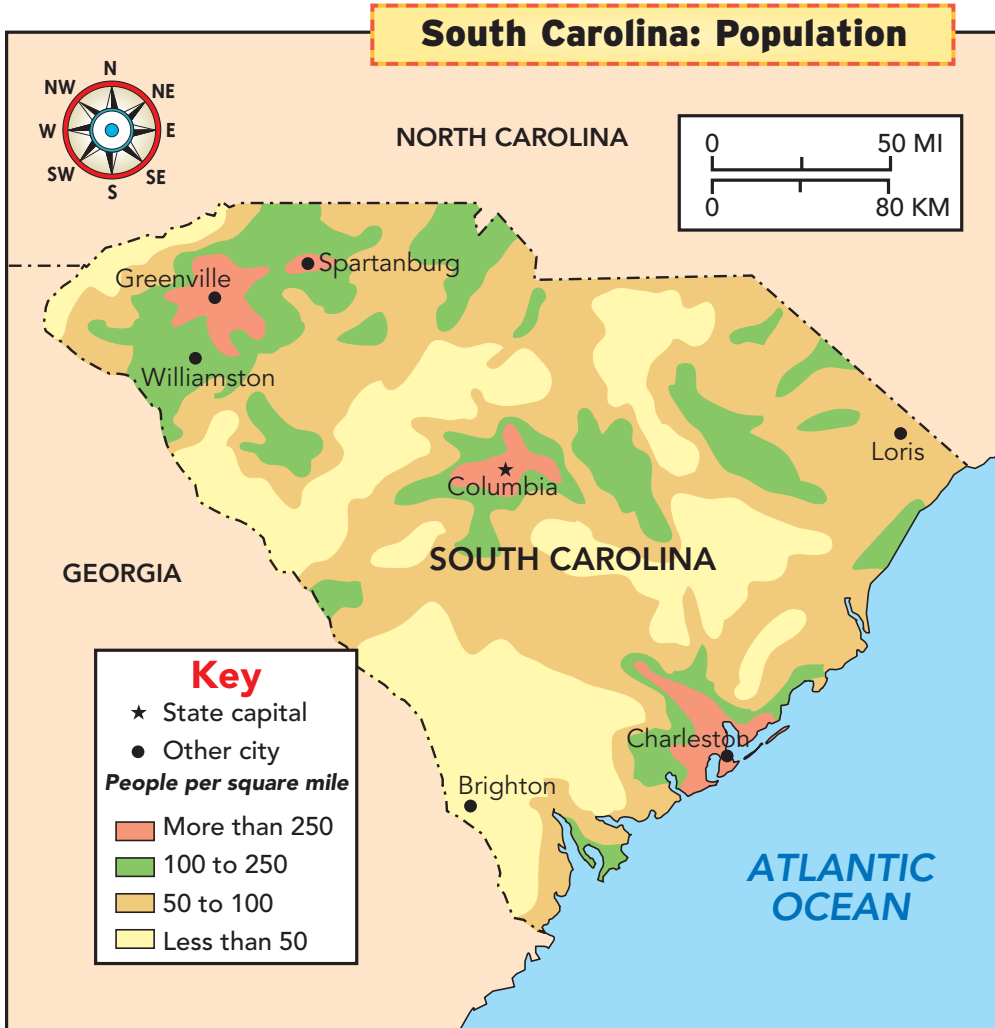 South Carolina: Population
N
NW NE
W E
SW SE
S
NORTH CAROLINA
0 50 MI
0 80 KM
Spartanburg
Greenville
Williamston
Loris
Columbia
SOUTH CAROLINA
GEORGIA
Charleston
Brighton
ATLANTIC
OCEAN
Key
State capital
Other city
People per square mile
More than 250
100 to 250
50 to 100
Less than 50